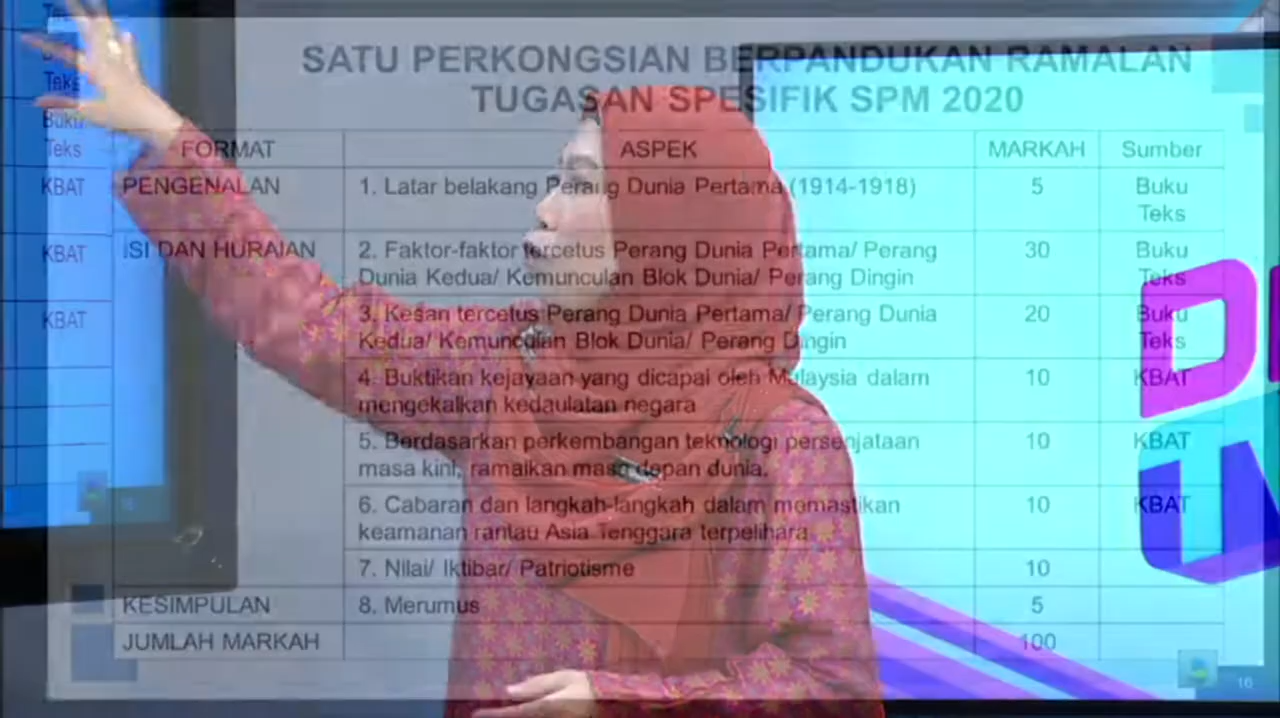 SATU PERKONGSIAN BERPANDUKAN RAMALAN
TUGASAN SPESIFIK SPM 2020
FORMAT ASPEK MARKAH Sumber
PENGENALAN 1. Latar belakang Perang Dunia Pertama (1914-1918) 5 Buku
Teks
ISI DAN HURAIAN 2. Faktor-faktor tercetus Perang Dunia Pertama/ Perang 30 Buku
Dunia Kedua/ Kemunculan Blok Dunia/ Perang Dingin Teks
3. Kesan tercetus Perang Dunia Pertama/ Perang Dunia 20 Buku
Kedua/ Kemunculan Blok Dunia/ Perang Dingin Teks
4. Buktikan kejayaan yang dicapai oleh Malaysia dalam 10 KBAT
mengekalkan kedaulatan negara
5. Berdasarkan perkembangan teknologi persenjataan 10 KBAT
masa kini, ramalkan masa depan dunia.
6. Cabaran dan langkah-langkah dalam memastikan 10 KBAT
keamanan rantau Asia Tenggara terpelihara
7. Nilai/ Iktibar/ Patriotisme 10
KESIMPULAN 8. Merumus 5
JUMLAH MARKAH 100
16
Teks
Buku
Teks
KBAT
KBAT
KBAT